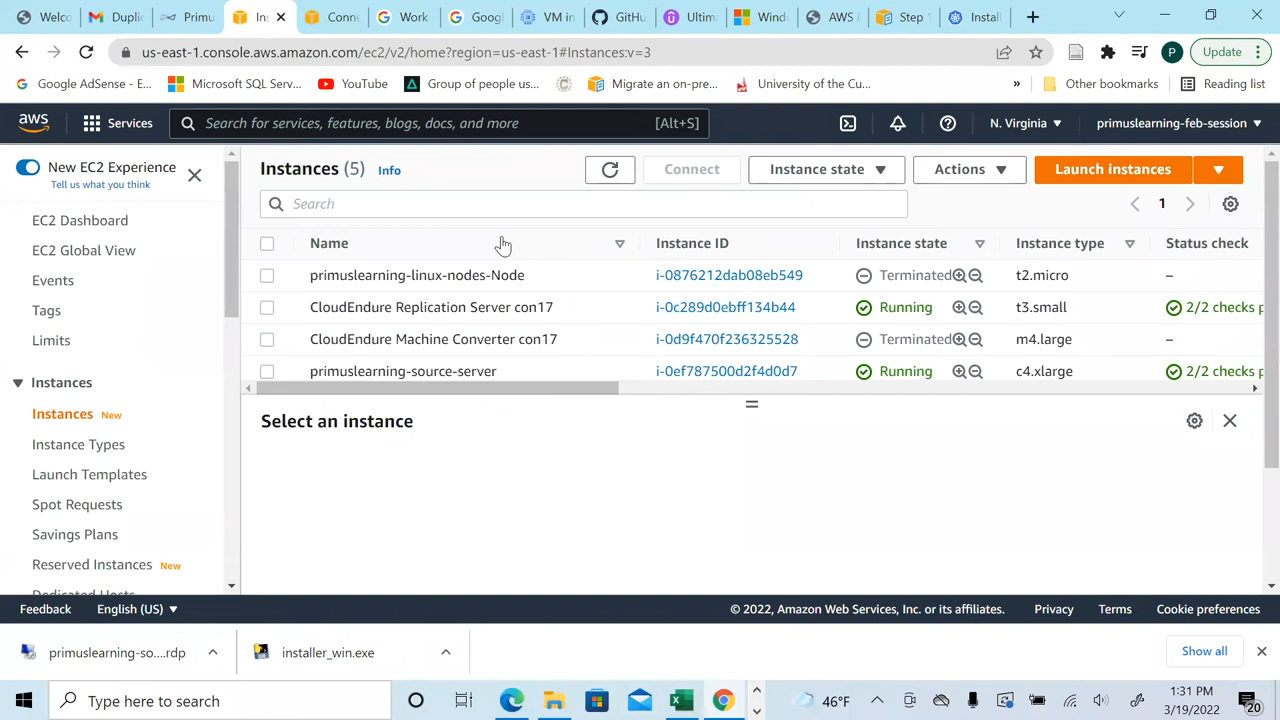 Welco
Dupli
Primu
Ins
Conne
Work
Goog
VM in
GitHu
Ultim
Wind
AWS
Step
Install
us-east-1.console.aws.amazon.com/ec2/v2/home?region=us-east-1#Instances:v=3
P
Update
Google AdSense - E...
Microsoft SQL Serv...
YouTube
Group of people us...
Migrate an on-pre...
University of the Cu...
»
Other bookmarks
Reading list
aws
Services
Search for services, features, blogs, docs, and more
[Alt+S]
N. Virginia
primuslearning-feb-session
New EC2 Experience
Tell us what you think
EC2 Dashboard
EC2 Global View
Events
Tags
Limits
Instances
Instances New
Instance Types
Launch Templates
Spot Requests
Savings Plans
Reserved Instances New
Dedicated Hosts
Instances (5) Info
Connect
Instance state
Actions
Launch instances
Search
1
Name Instance ID Instance state Instance type Status check
primuslearning-linux-nodes-Node i-0876212dab08eb549 Terminated t2.micro –
CloudEndure Replication Server con17 i-0c289d0ebff134b44 Running t3.small 2/2 checks p
CloudEndure Machine Converter con17 i-0d9f470f236325528 Terminated m4.large –
primuslearning-source-server i-0ef787500d2f4d0d7 Running c4.xlarge 2/2 checks p
Select an instance
Feedback
English (US)
© 2022, Amazon Web Services, Inc. or its affiliates.
Privacy
Terms
Cookie preferences
primuslearning-so....rdp
installer_win.exe
Show all
Type here to search
46°F
1:31 PM
3/19/2022
20